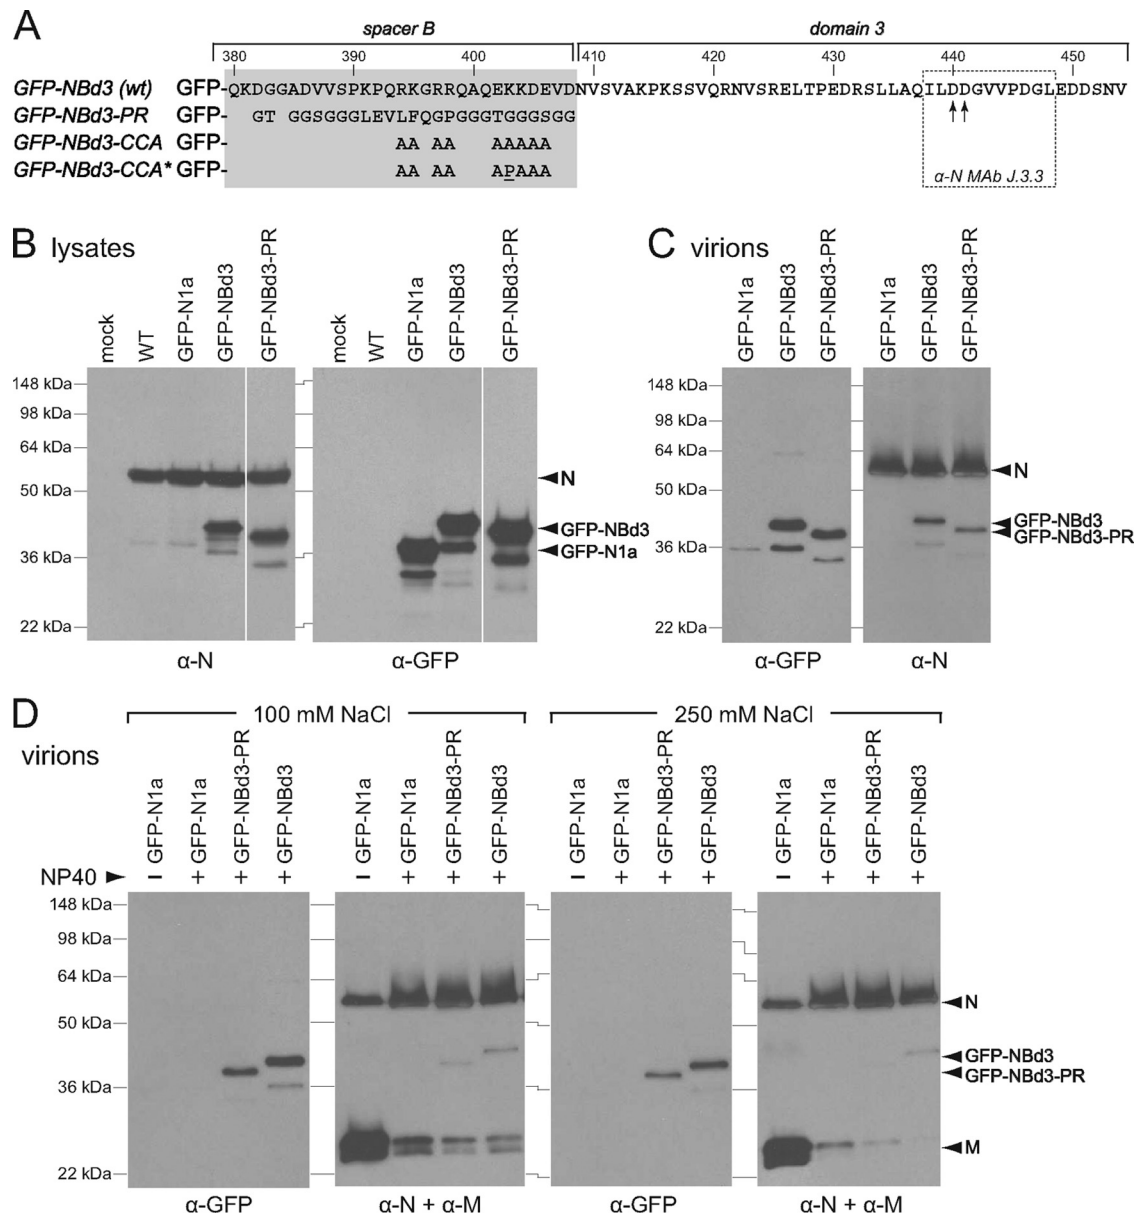 A
spacer B
domain 3
380 390 400 410 420 430 440 450
GFP-NBd3 (wt) GFP-QKDGGADVVSPKPQRKGRRQAQEKKDEVDNVSVAKPKSSVQRNVSRELTPEDRSLLAQILDDGVVPDGLEDDSNV
GFP-NBd3-PR GFP- GT GGSGGGLEVLFQGPGGGTGGGSGG
GFP-NBd3-CCA GFP- AA AA AAAAA
GFP-NBd3-CCA* GFP- AA AA APAAA
α-N MAb J.3.3
B lysates
mock
WT
GFP-N1a
GFP-NBd3
GFP-NBd3-PR
mock
WT
GFP-N1a
GFP-NBd3
GFP-NBd3-PR
148 kDa
98 kDa
64 kDa
50 kDa
36 kDa
22 kDa
N
GFP-NBd3
GFP-N1a
α-N
α-GFP
C virions
GFP-N1a
GFP-NBd3
GFP-NBd3-PR
GFP-N1a
GFP-NBd3
GFP-NBd3-PR
148 kDa
98 kDa
64 kDa
50 kDa
36 kDa
22 kDa
N
GFP-NBd3
GFP-NBd3-PR
α-GFP
α-N
D
virions
100 mM NaCl
250 mM NaCl
GFP-N1a
GFP-N1a
GFP-NBd3-PR
GFP-NBd3
GFP-N1a
GFP-N1a
GFP-NBd3-PR
GFP-NBd3
GFP-N1a
GFP-N1a
GFP-NBd3-PR
GFP-NBd3
GFP-N1a
GFP-N1a
GFP-NBd3-PR
GFP-NBd3
NP40 - + + + - + + + - + + + - + + +
148 kDa
98 kDa
64 kDa
50 kDa
36 kDa
22 kDa
N
GFP-NBd3
GFP-NBd3-PR
M
α-GFP
α-N + α-M
α-GFP
α-N + α-M